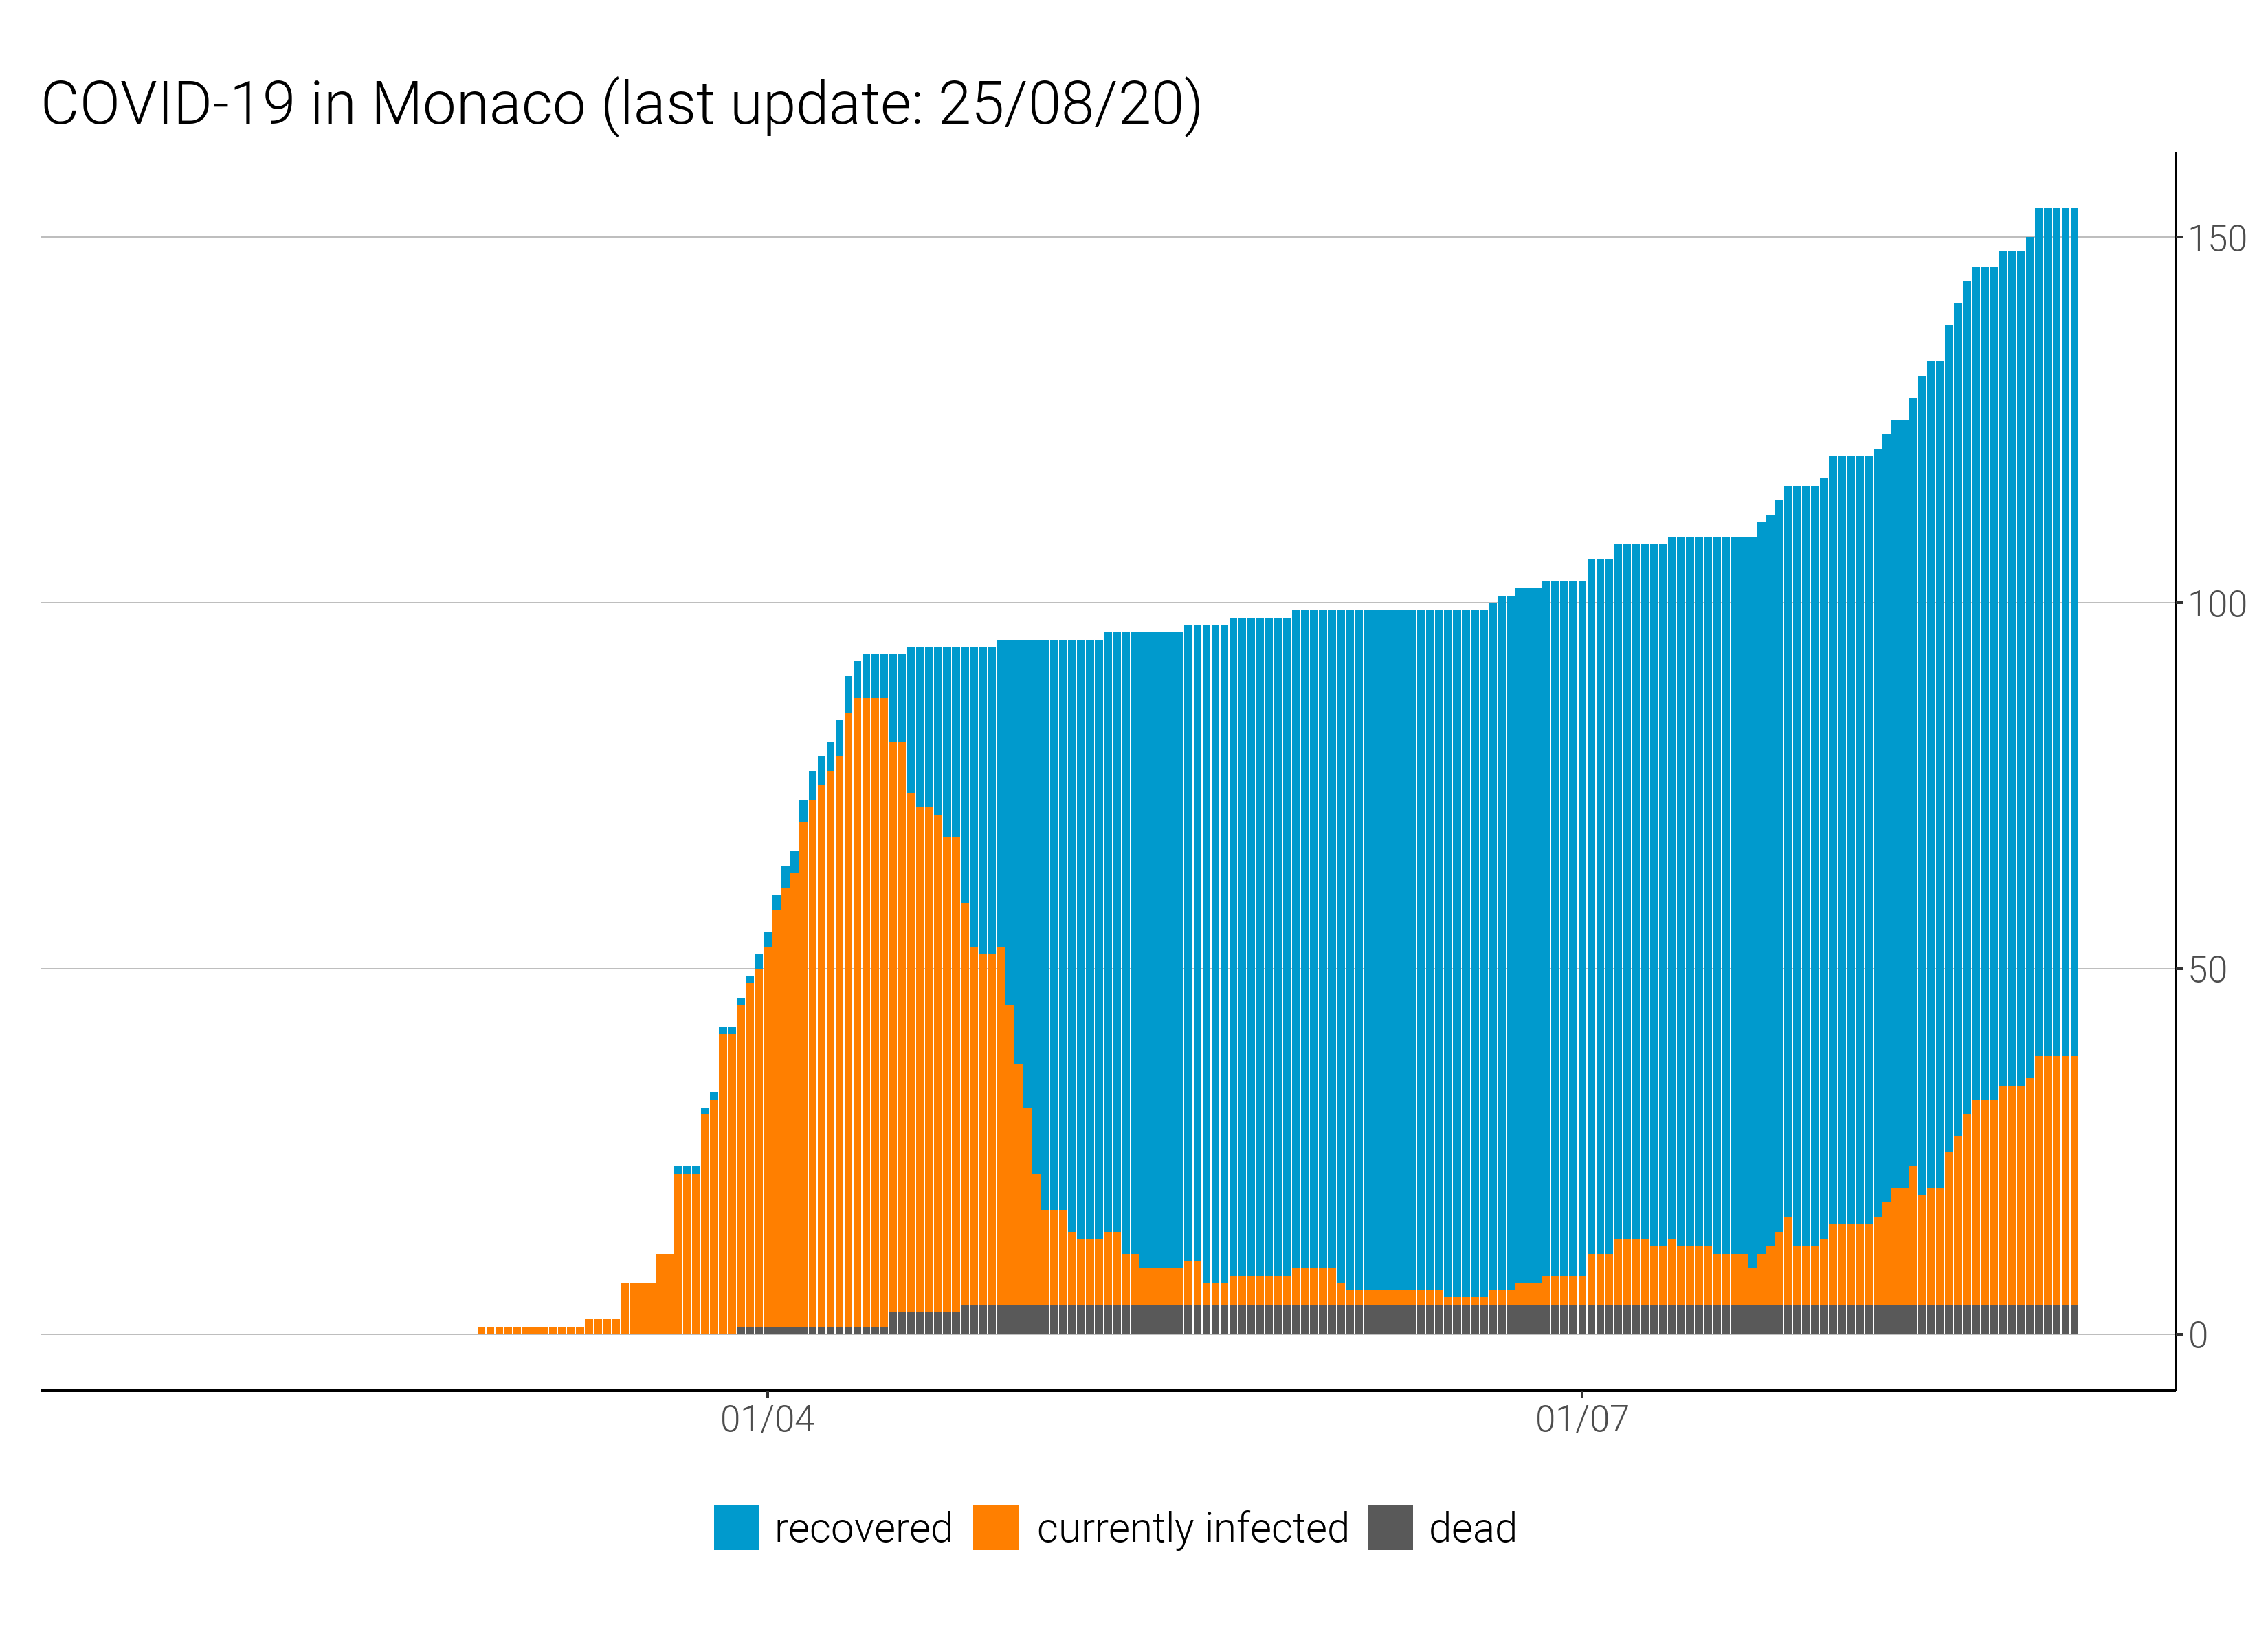 COVID-19 in Monaco (last update: 25/08/20)
150
100
50
0
01/04 01/07
recovered currently infected dead